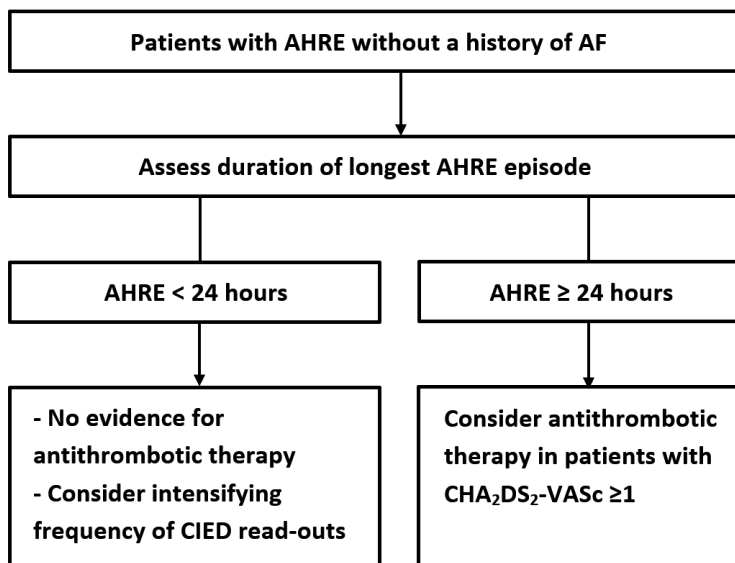 Patients with AHRE without a history of AF
Assess duration of longest AHRE episode
AHRE < 24 hours
AHRE ≥ 24 hours
- No evidence for
antithrombotic therapy
- Consider intensifying
frequency of CIED read-outs
Consider antithrombotic
therapy in patients with
CHA₂DS₂-VASc ≥1